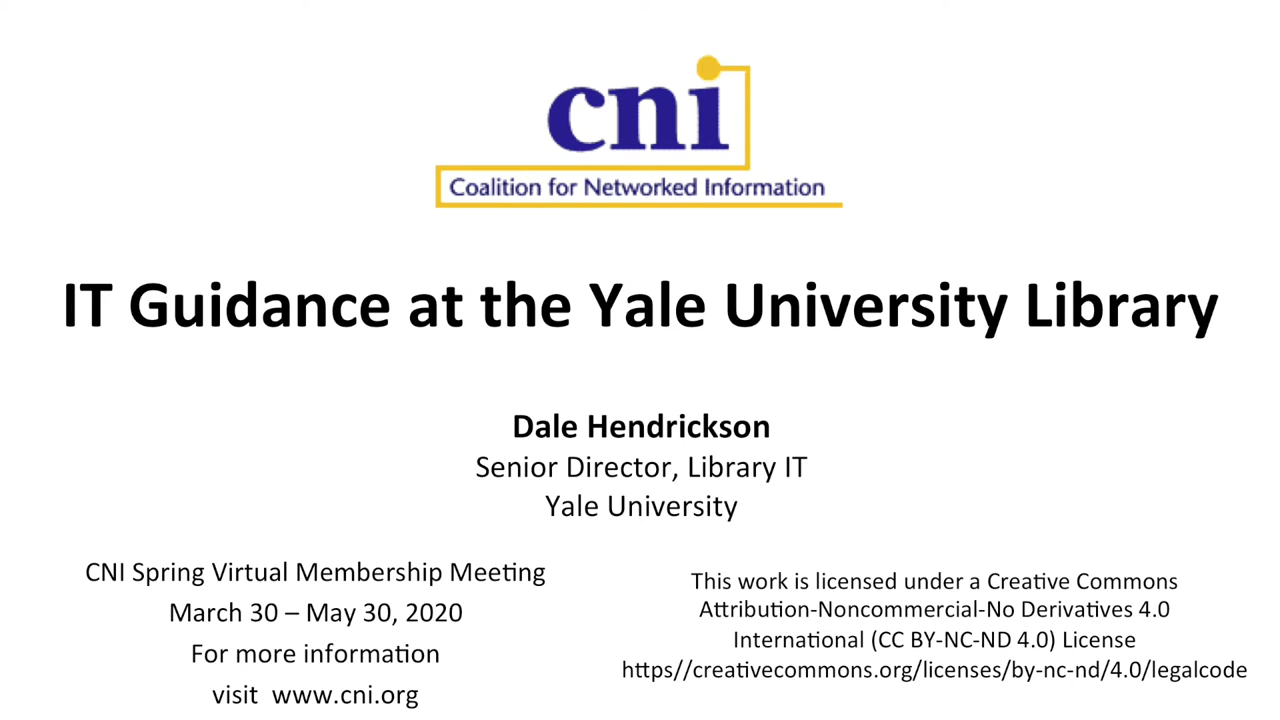 cni
Coalition for Networked Information
IT Guidance at the Yale University Library
Dale Hendrickson
Senior Director, Library IT
Yale University
CNI Spring Virtual Membership Meeting
March 30 – May 30, 2020
For more information
visit www.cni.org
This work is licensed under a Creative Commons
Attribution-Noncommercial-No Derivatives 4.0
International (CC BY-NC-ND 4.0) License
https//creativecommons.org/licenses/by-nc-nd/4.0/legalcode